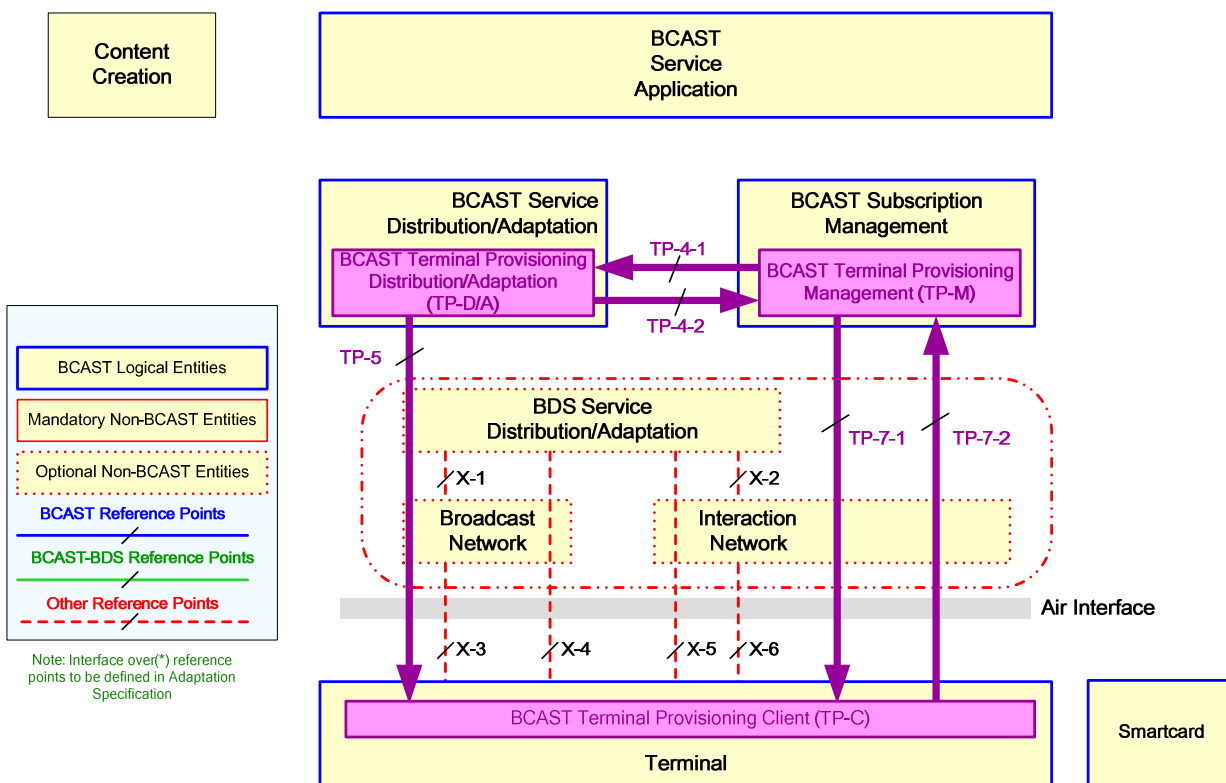 Content
Creation
BCAST
Service
Application
BCAST Service
Distribution/Adaptation
BCAST Terminal Provisioning
Distribution/Adaptation
(TP-D/A)
TP-4-1
TP-4-2
BCAST Subscription
Management
BCAST Terminal Provisioning
Management (TP-M)
TP-5
BCAST Logical Entities
Mandatory Non-BCAST Entities
Optional Non-BCAST Entities
BCAST Reference Points
BCAST-BDS Reference Points
Other Reference Points
Note: Interface over(*) reference
points to be defined in Adaptation
Specification
BDS Service
Distribution/Adaptation
TP-7-1
TP-7-2
X-1
X-2
Broadcast
Network
Interaction
Network
Air Interface
X-3
X-4
X-5
X-6
BCAST Terminal Provisioning Client (TP-C)
Terminal
Smartcard